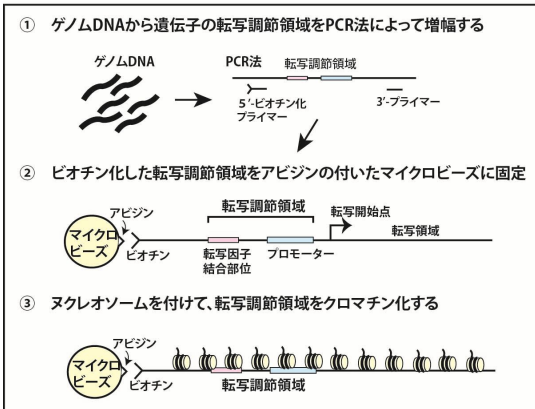 ① ゲノムDNAから遺伝子の転写調節領域をPCR法によって増幅する
ゲノムDNA
PCR法
転写調節領域
5'-ビオチン化
プライマー
3'-プライマー
② ビオチン化した転写調節領域をアビジンの付いたマイクロビーズに固定
アビジン
マイクロ
ビーズ
ビオチン
転写調節領域
転写因子
結合部位
プロモーター
転写開始点
転写領域
③ ヌクレオソームを付けて、転写調節領域をクロマチン化する
アビジン
マイクロ
ビーズ
ビオチン
転写調節領域